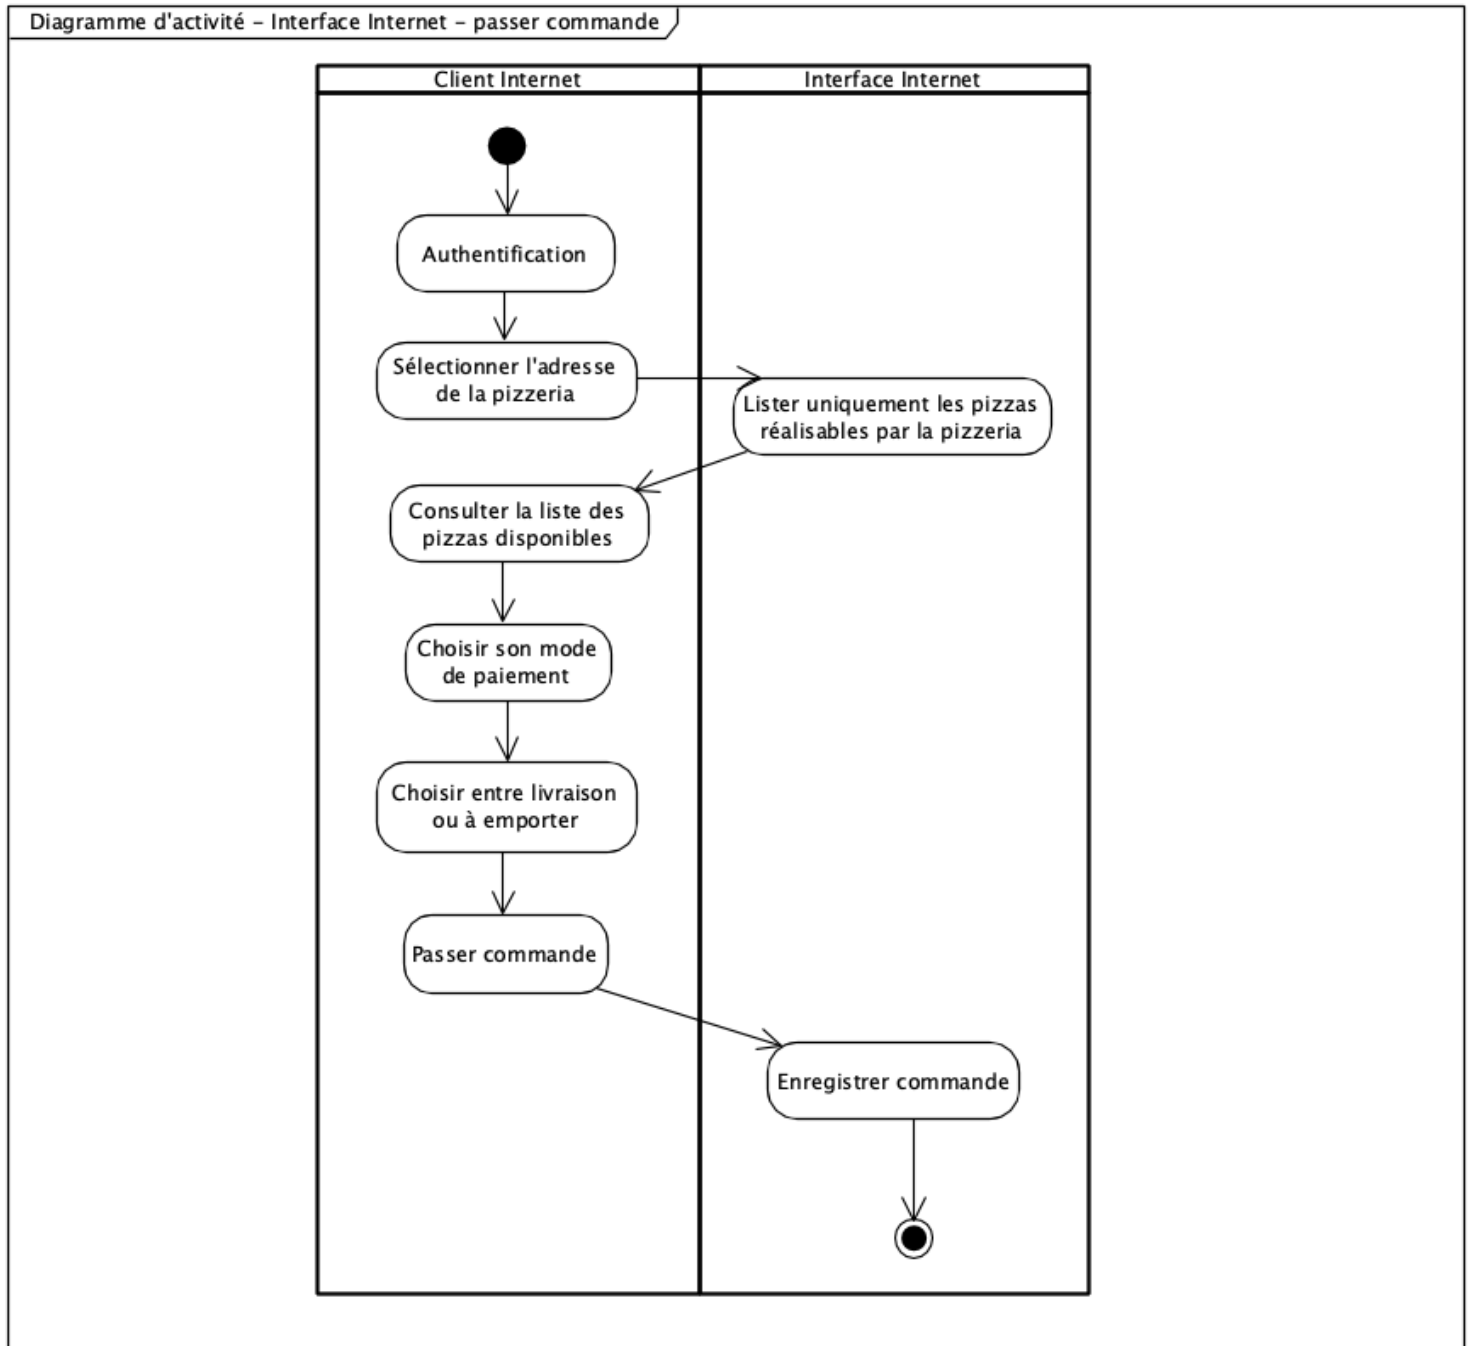 Diagramme d'activité – Interface Internet – passer commande
Client Internet
Interface Internet
Authentification
Sélectionner l'adresse
de la pizzeria
Lister uniquement les pizzas
réalisables par la pizzeria
Consulter la liste des
pizzas disponibles
Choisir son mode
de paiement
Choisir entre livraison
ou à emporter
Passer commande
Enregistrer commande